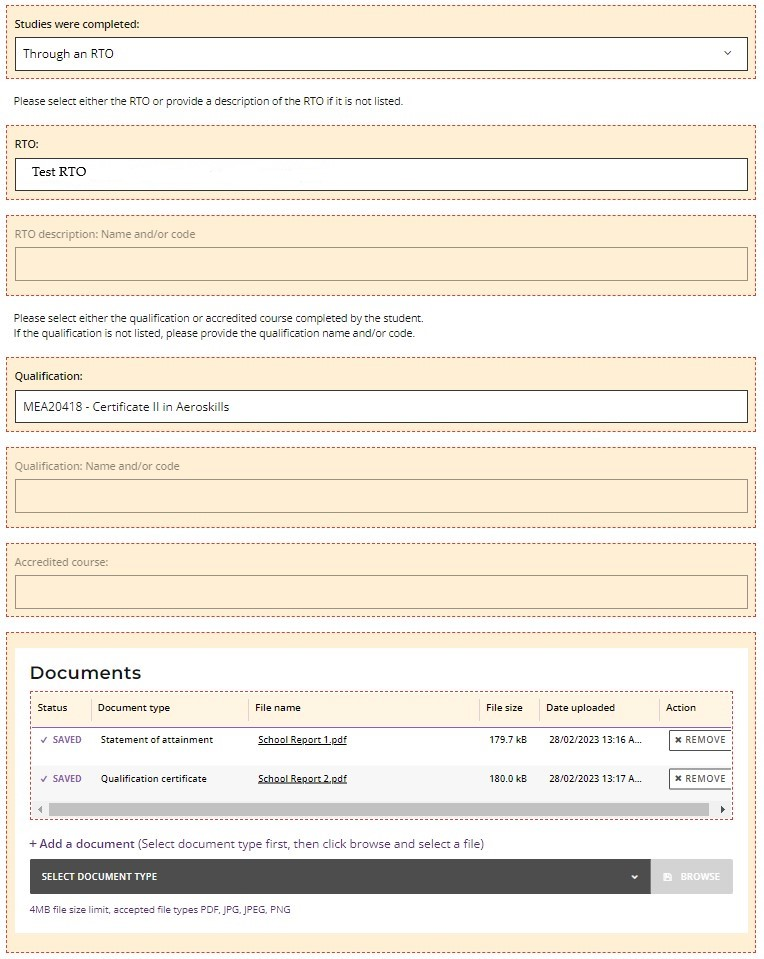 Studies were completed:
Through an RTO
Please select either the RTO or provide a description of the RTO if it is not listed.
RTO:
Test RTO
RTO description: Name and/or code
Please select either the qualification or accredited course completed by the student.
If the qualification is not listed, please provide the qualification name and/or code.
Qualification:
MEA20418 - Certificate II in Aeroskills
Qualification: Name and/or code
Accredited course:
Documents
Status Document type File name File size Date uploaded Action
✓ SAVED Statement of attainment School Report 1.pdf 179.7 kB 28/02/2023 13:16 A... ✖ REMOVE
✓ SAVED Qualification certificate School Report 2.pdf 180.0 kB 28/02/2023 13:17 A... ✖ REMOVE
+ Add a document (Select document type first, then click browse and select a file)
SELECT DOCUMENT TYPE BROWSE
4MB file size limit, accepted file types PDF, JPG, JPEG, PNG